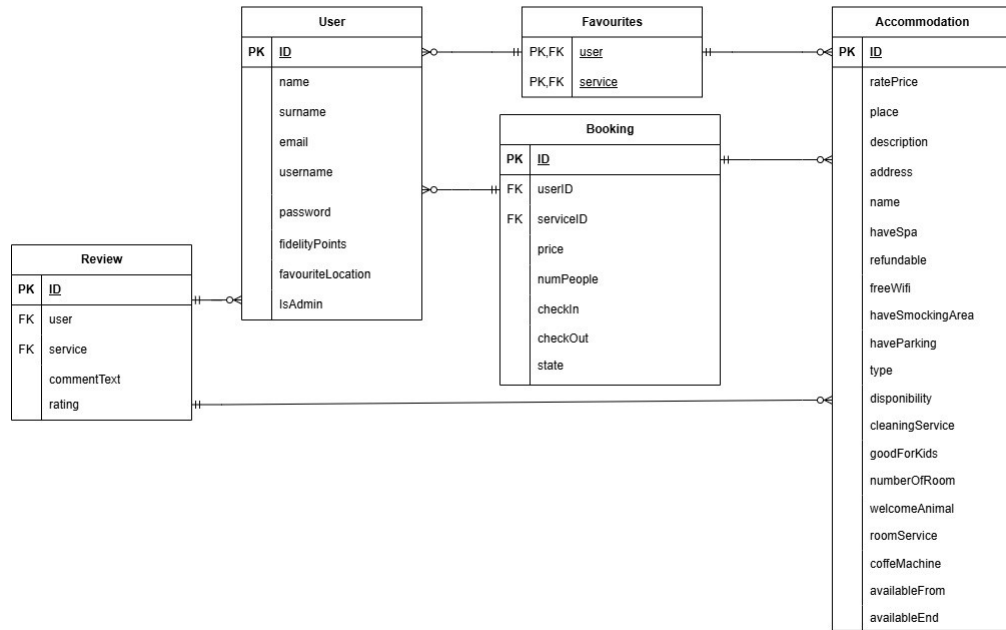 User
PK ID
name
surname
email
username
password
fidelityPoints
favouriteLocation
IsAdmin
Favourites
PK,FK user
PK,FK service
Booking
PK ID
FK userID
FK serviceID
price
numPeople
checkIn
checkOut
state
Accommodation
PK ID
ratePrice
place
description
address
name
haveSpa
refundable
freeWifi
haveSmockingArea
haveParking
type
disponibility
cleaningService
goodForKids
numberOfRoom
welcomeAnimal
roomService
coffeMachine
availableFrom
availableEnd
Review
PK ID
FK user
FK service
commentText
rating